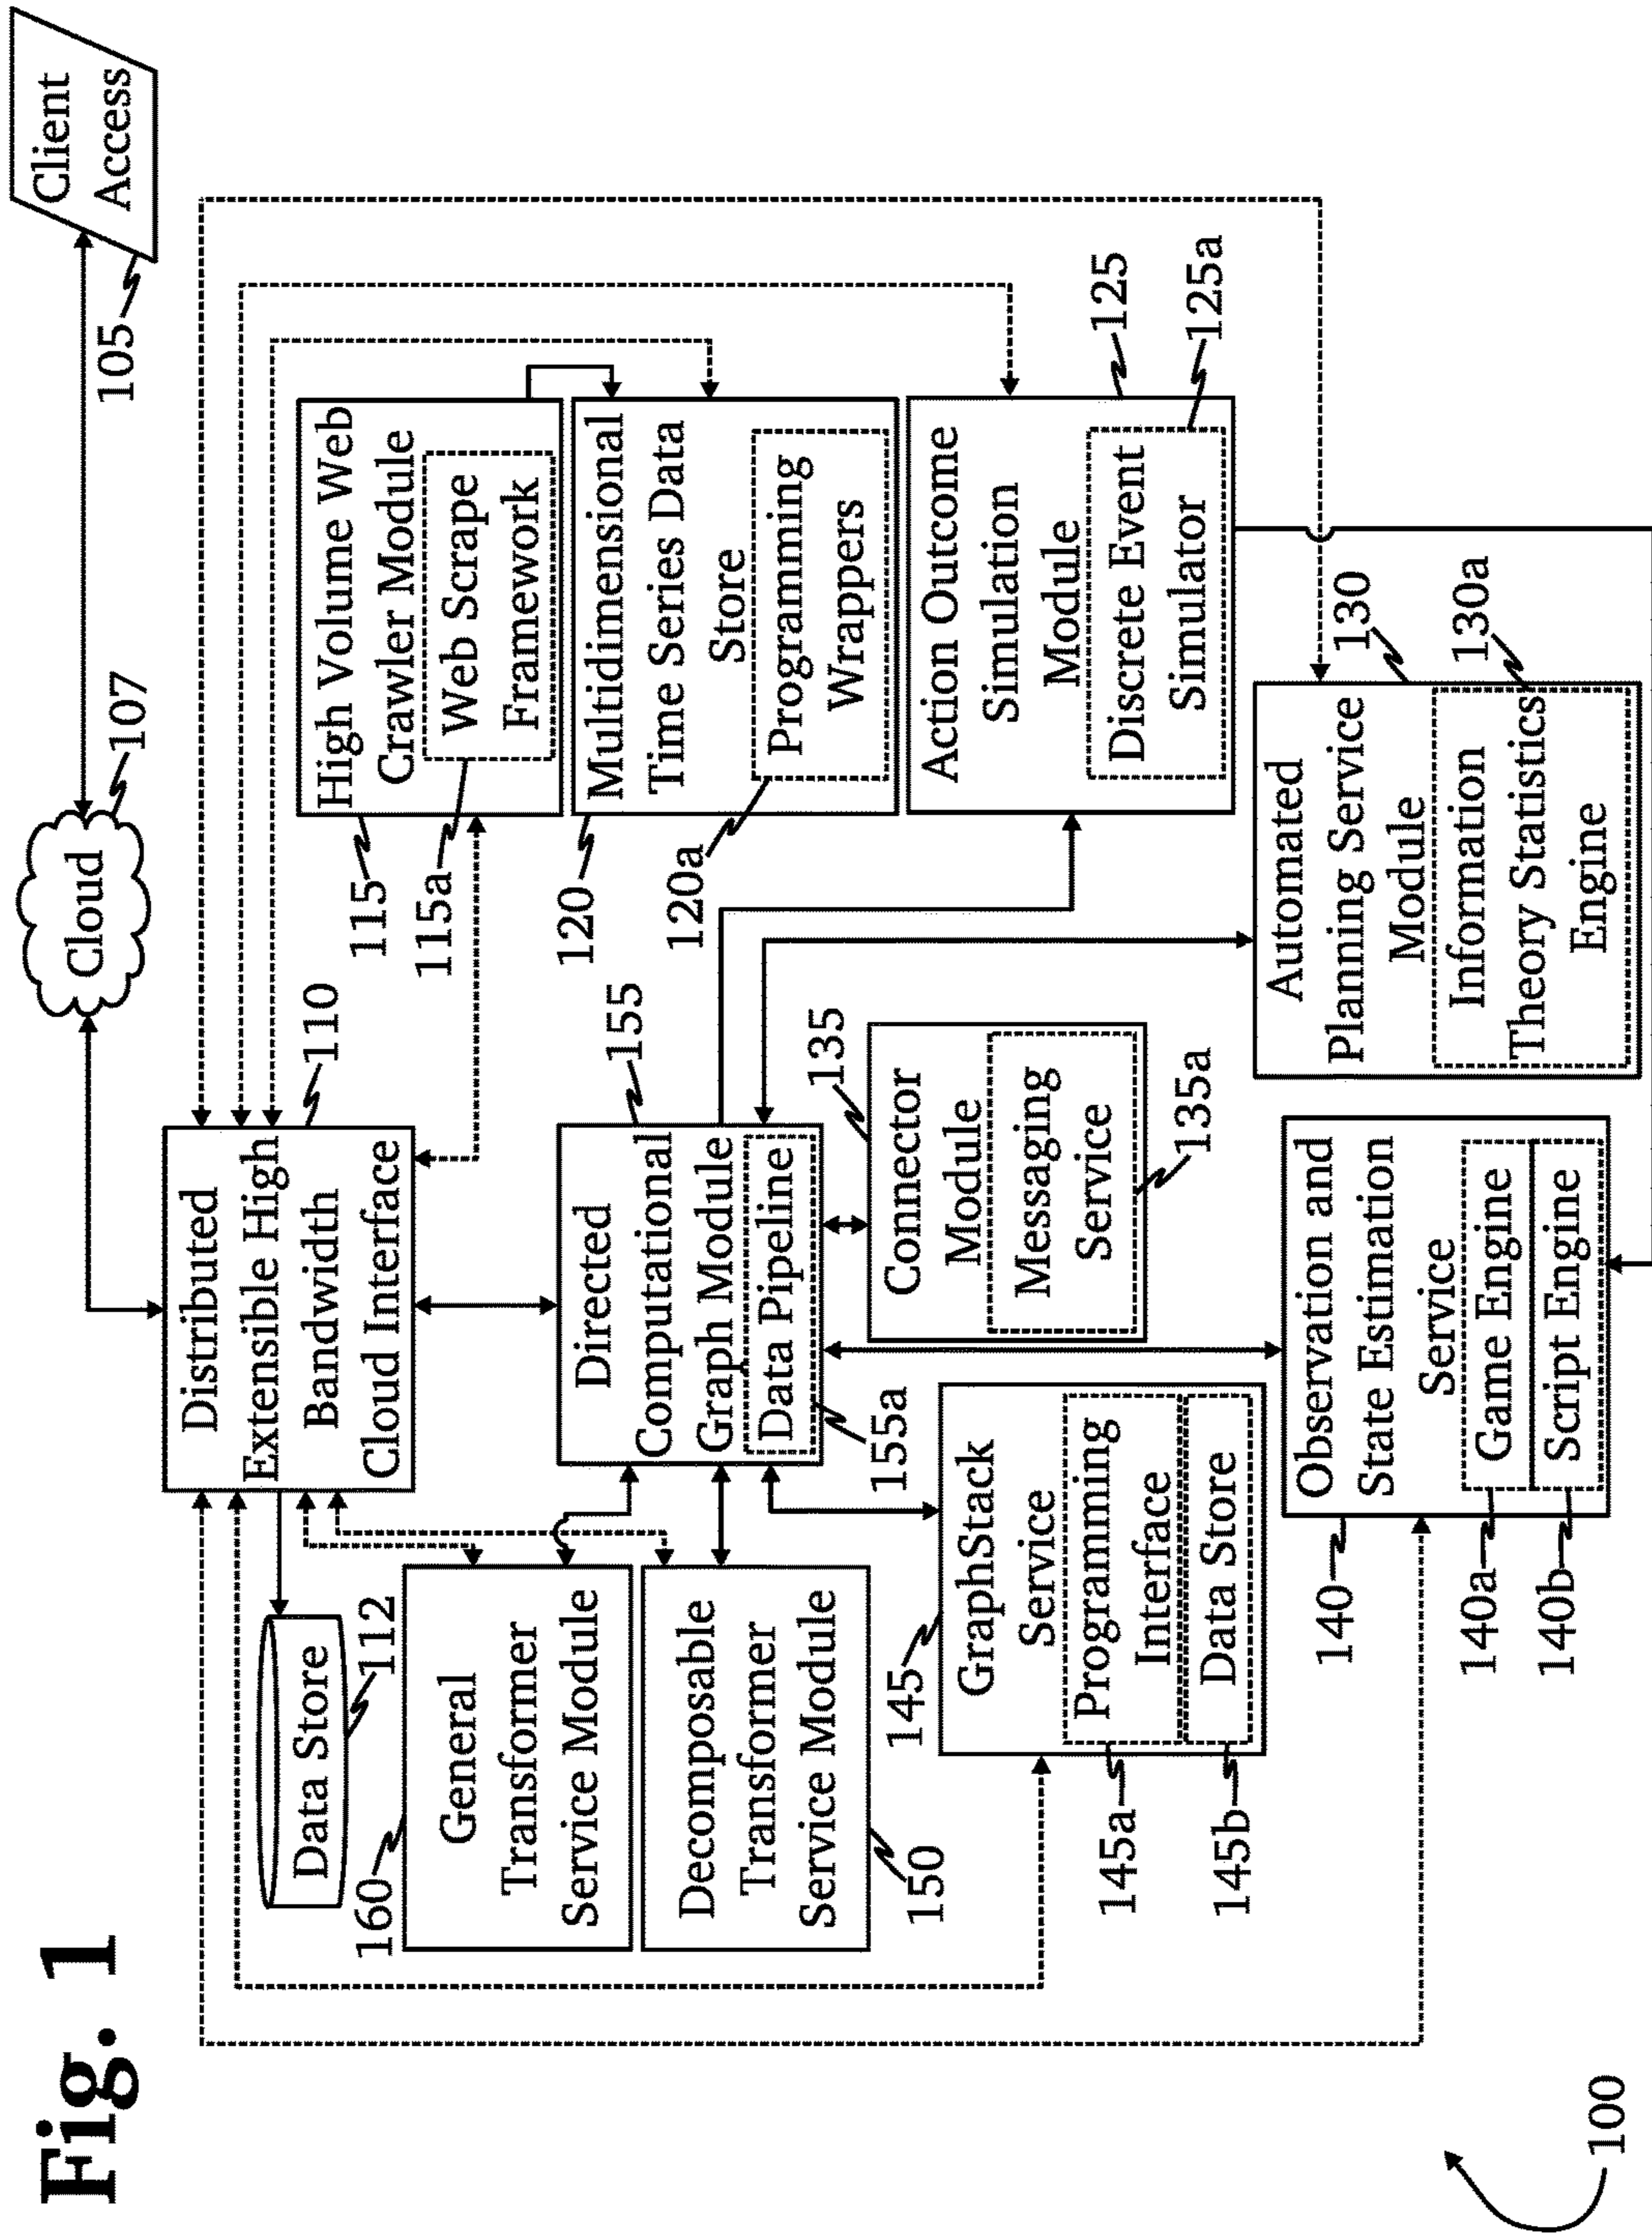 Fig. 1
Client
Access
105
Cloud
107
Distributed
Extensible High
Bandwidth
Cloud Interface
110
Data Store
112
High Volume Web
Crawler Module
Web Scrape
Framework
115
115a
General
Transformer
Service Module
160
Directed
Computational
Graph Module
Data Pipeline
155
155a
Multidimensional
Time Series Data
Store
Programming
Wrappers
120
120a
Decomposable
Transformer
Service Module
150
Connector
Module
Messaging
Service
135
135a
Action Outcome
Simulation
Module
Discrete Event
Simulator
125
125a
GraphStack
Service
Programming
Interface
Data Store
145
145a
145b
Observation and
State Estimation
Service
Game Engine
Script Engine
140
140a
140b
Automated
Planning Service
Module
Information
Theory Statistics
Engine
130
130a
100